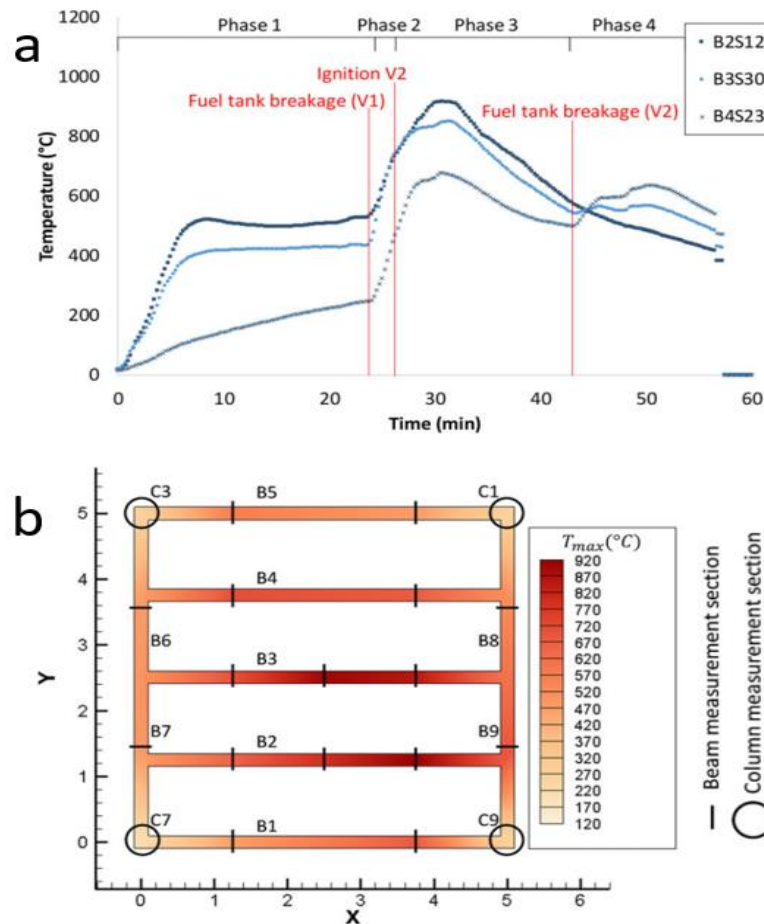 a
1200
1000
800
600
400
200
0
Temperature (°C)
Phase 1
Phase 2
Phase 3
Phase 4
Ignition V2
Fuel tank breakage (V1)
Fuel tank breakage (V2)
B2S12
B3S30
B4S23
0 10 20 30 40 50 60
Time (min)
b
5
4
3
2
1
0
Y
C3 B5 C1
B4
B6 B8
B3
B7 B2 B9
C7 B1 C9
0 1 2 3 4 5 6
X
Tmax(°C)
920
870
820
770
720
670
620
570
520
470
420
370
320
270
220
170
120
Beam measurement section
Column measurement section